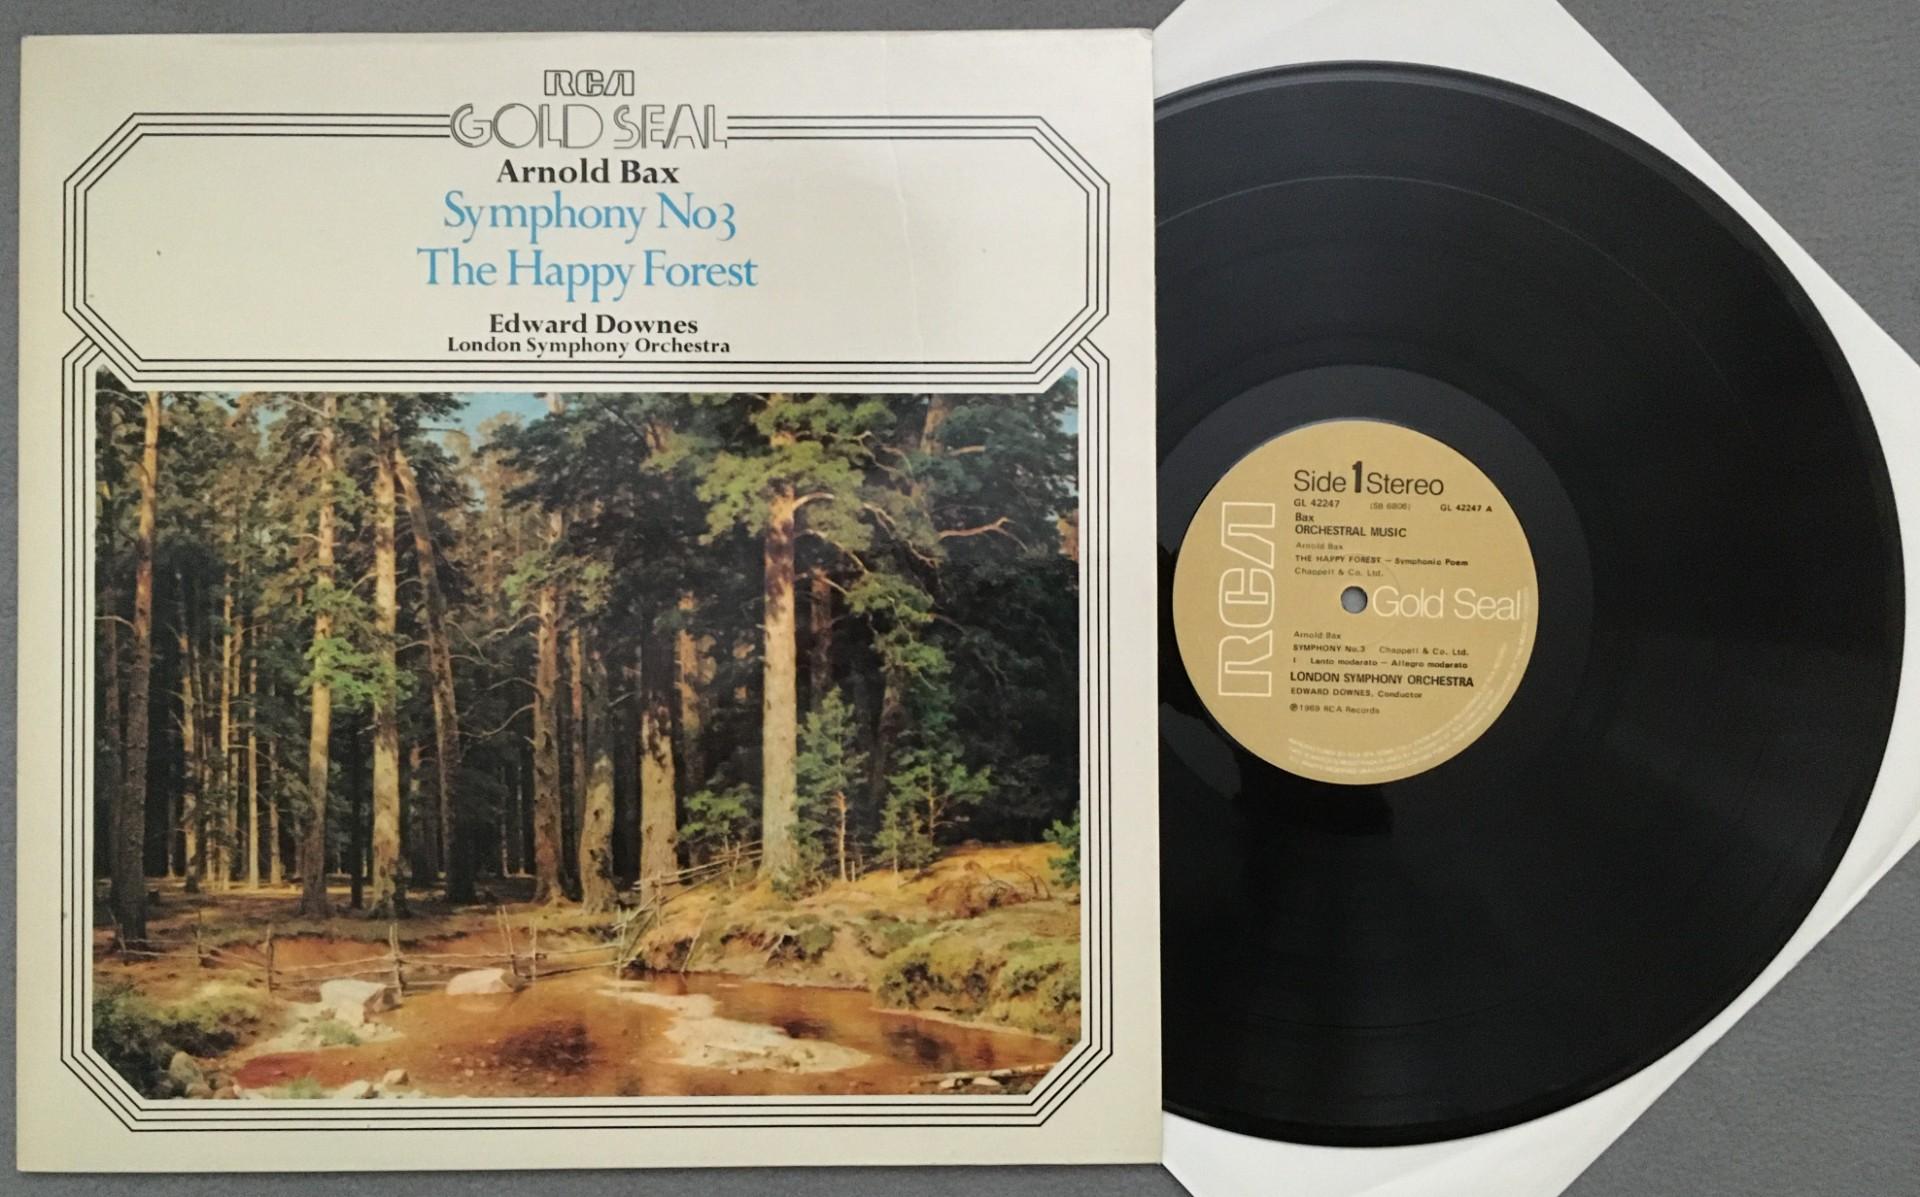 RCA
GOLD SEAL
Arnold Bax
Symphony No3
The Happy Forest
Edward Downes
London Symphony Orchestra
RCA
Side 1 Stereo
GL 42247 (SB 6806) GL 42247 A
Bax
ORCHESTRAL MUSIC
Arnold Bax
THE HAPPY FOREST – Symphonic Poem
Chappell & Co. Ltd.
Gold Seal
Arnold Bax
SYMPHONY No.3 Chappell & Co. Ltd.
I Lento moderato – Allegro moderato
LONDON SYMPHONY ORCHESTRA
EDWARD DOWNES, Conductor
℗1969 RCA Records